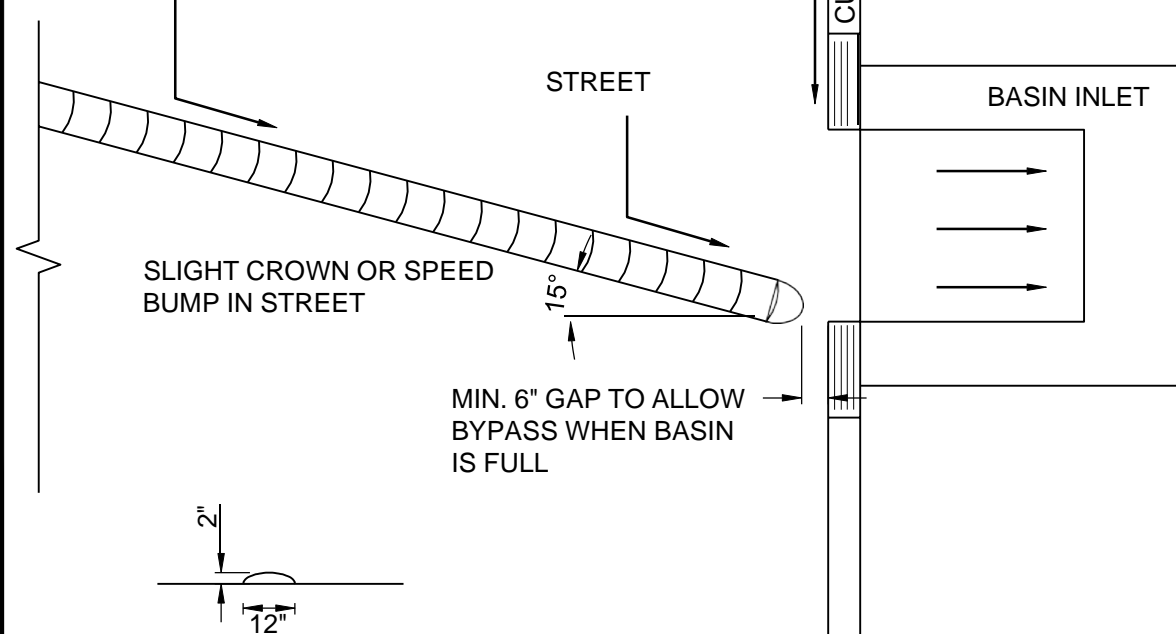 CU
STREET
BASIN INLET
SLIGHT CROWN OR SPEED
BUMP IN STREET
15°
MIN. 6" GAP TO ALLOW
BYPASS WHEN BASIN
IS FULL
2"
12"